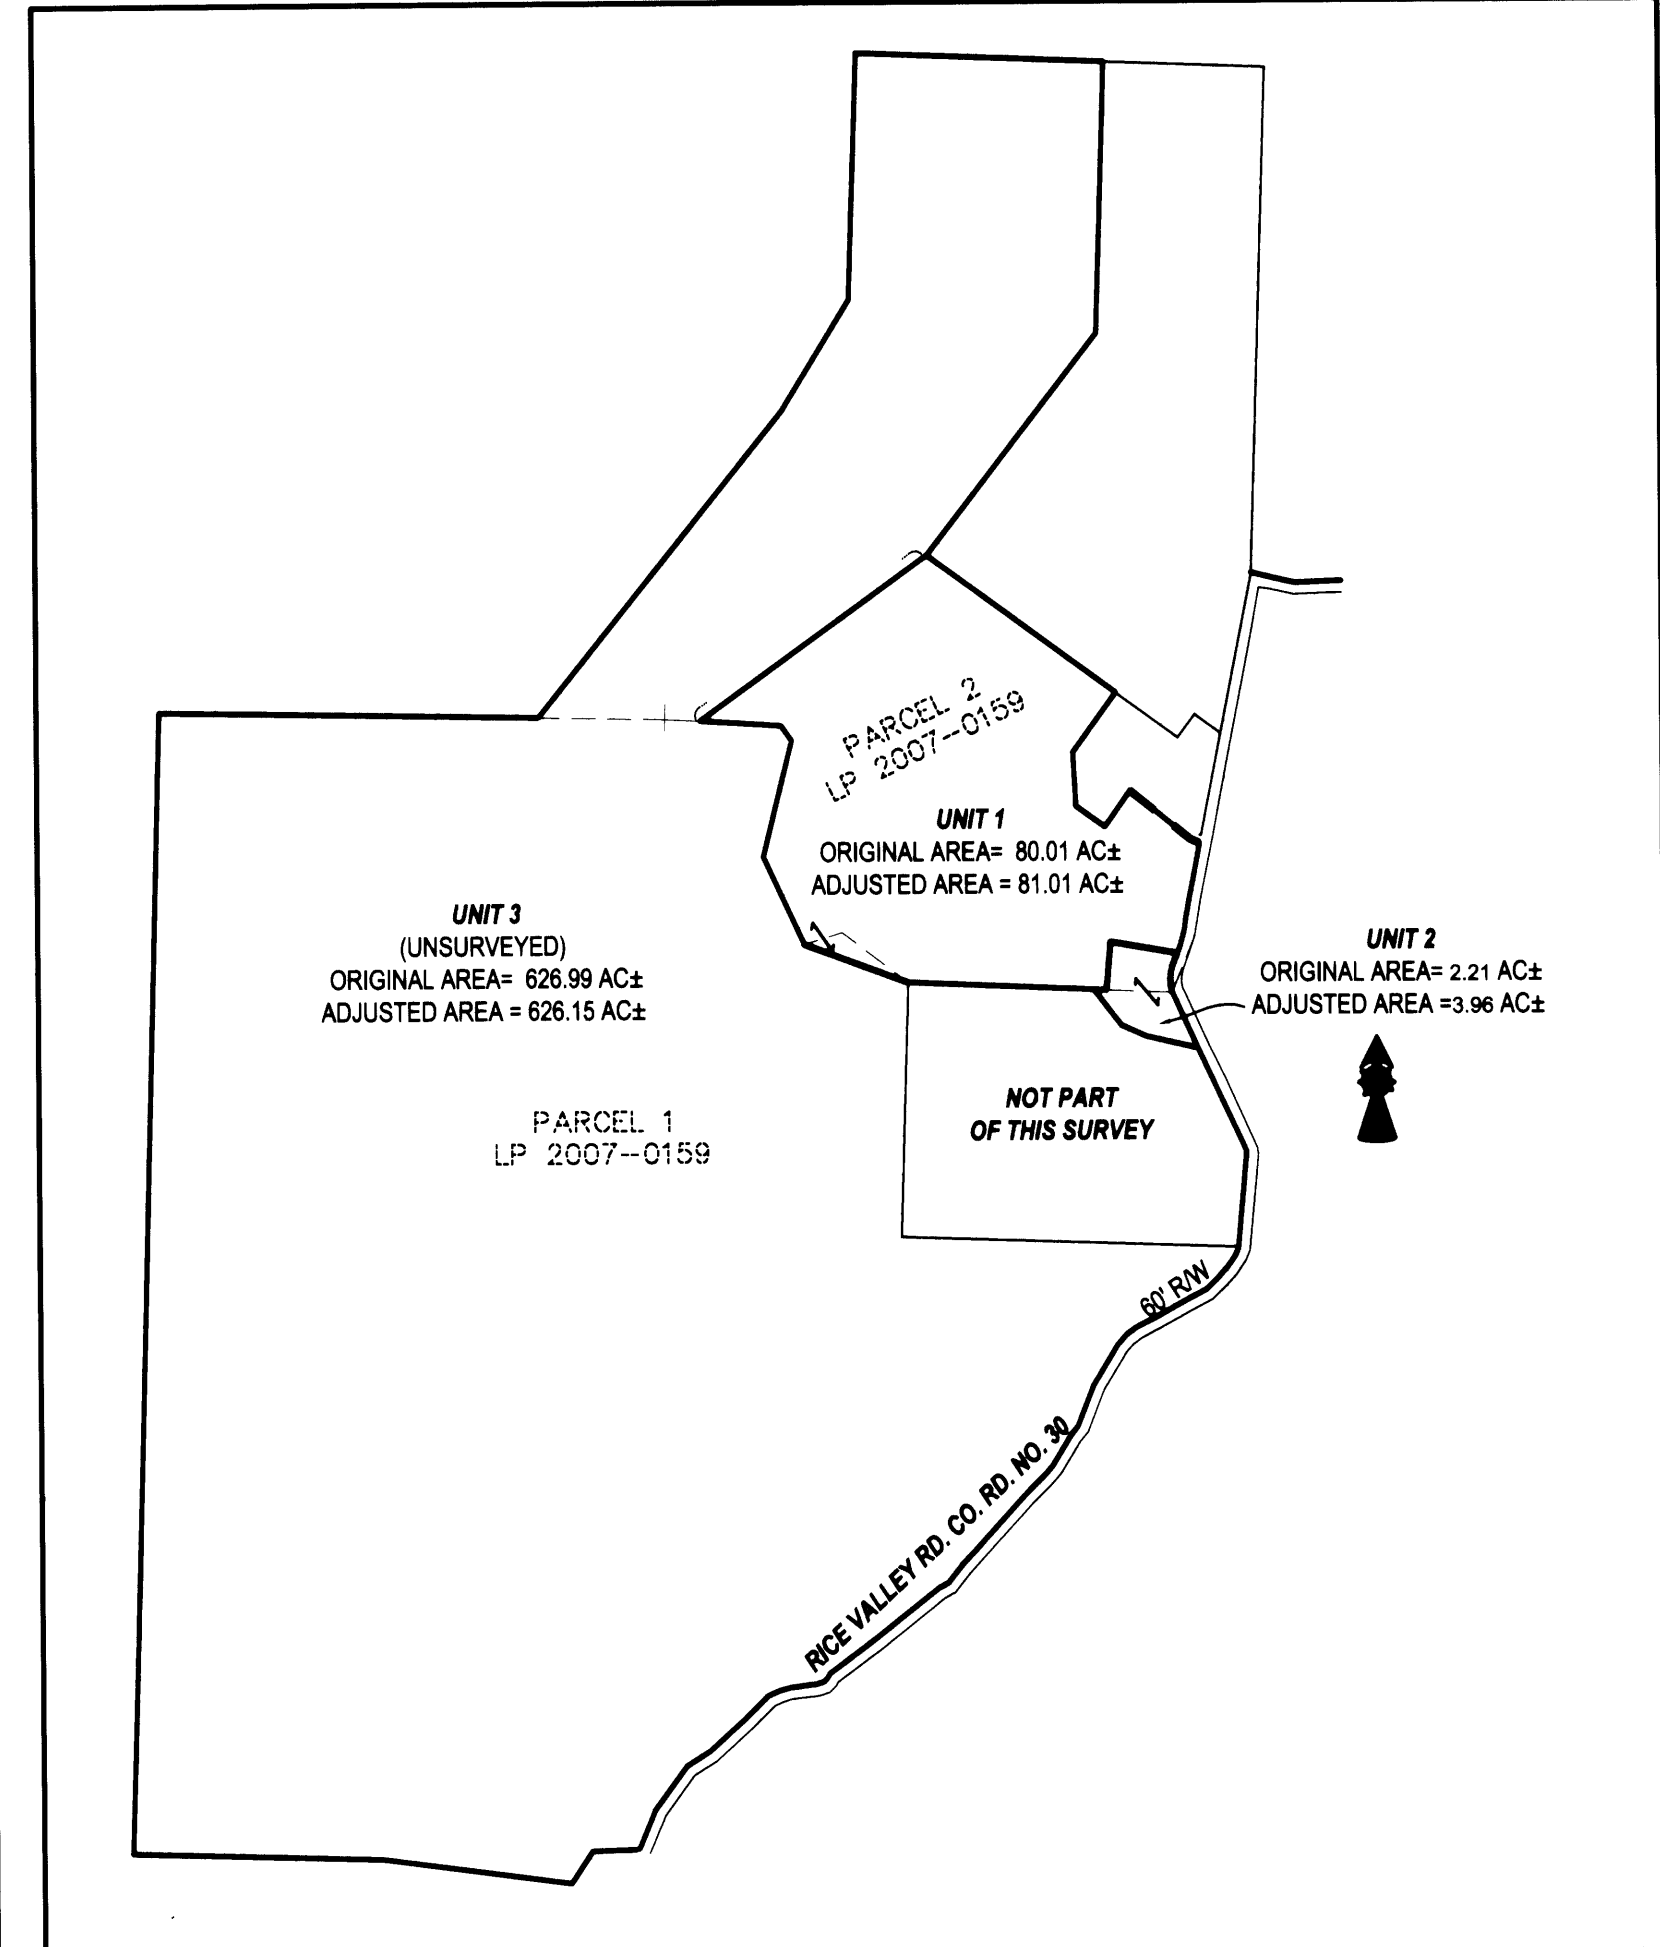 PARCEL 2
LP 2007--0159
UNIT 1
ORIGINAL AREA= 80.01 AC±
ADJUSTED AREA = 81.01 AC±
UNIT 3
(UNSURVEYED)
ORIGINAL AREA= 626.99 AC±
ADJUSTED AREA = 626.15 AC±
UNIT 2
ORIGINAL AREA= 2.21 AC±
ADJUSTED AREA =3.96 AC±
NOT PART
OF THIS SURVEY
PARCEL 1
LP 2007--0159
60' R/W
RICE VALLEY RD. CO. RD. NO. 30